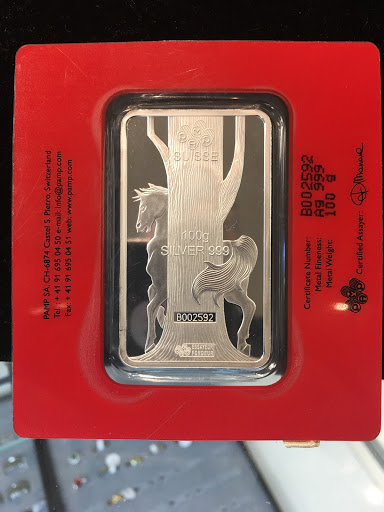 PAMP SA, CH-6874 Castel S. Pietro, Switzerland
Tel : + 41 91 695 04 50 e-mail: info@pamp.com
Fax: + 41 91 695 04 51 web: www.pamp.com
SUISSE
100g
SILVER 999
B002592
Certificate Number: B002592
Metal Fineness: Ag 999
Metal Weight: 100 g
Certified Assayer: